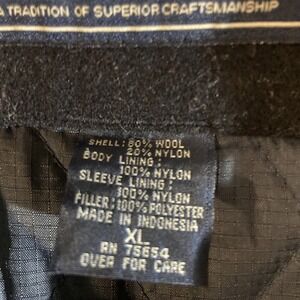 A TRADITION OF SUPERIOR CRAFTSMANSHIP
SHELL: 80% WOOL
20% NYLON
BODY LINING:
100% NYLON
SLEEVE LINING:
100% NYLON
FILLER: 100% POLYESTER
MADE IN INDONESIA
XL
RN 75654
OVER FOR CARE